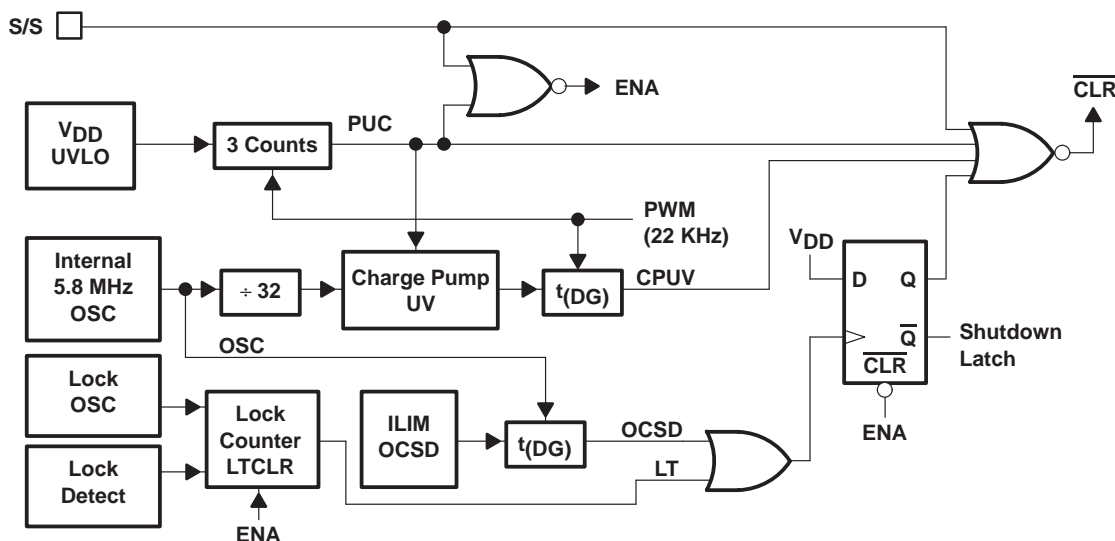 S/S
ENA
CLR
VDD
UVLO
3 Counts
PUC
PWM
(22 KHz)
VDD
Internal
5.8 MHz
OSC
÷ 32
Charge Pump
UV
t(DG)
CPUV
D
Q
Q
CLR
Shutdown
Latch
OSC
Lock
OSC
Lock
Counter
LTCLR
ILIM
OCSD
t(DG)
OCSD
LT
ENA
Lock
Detect
ENA